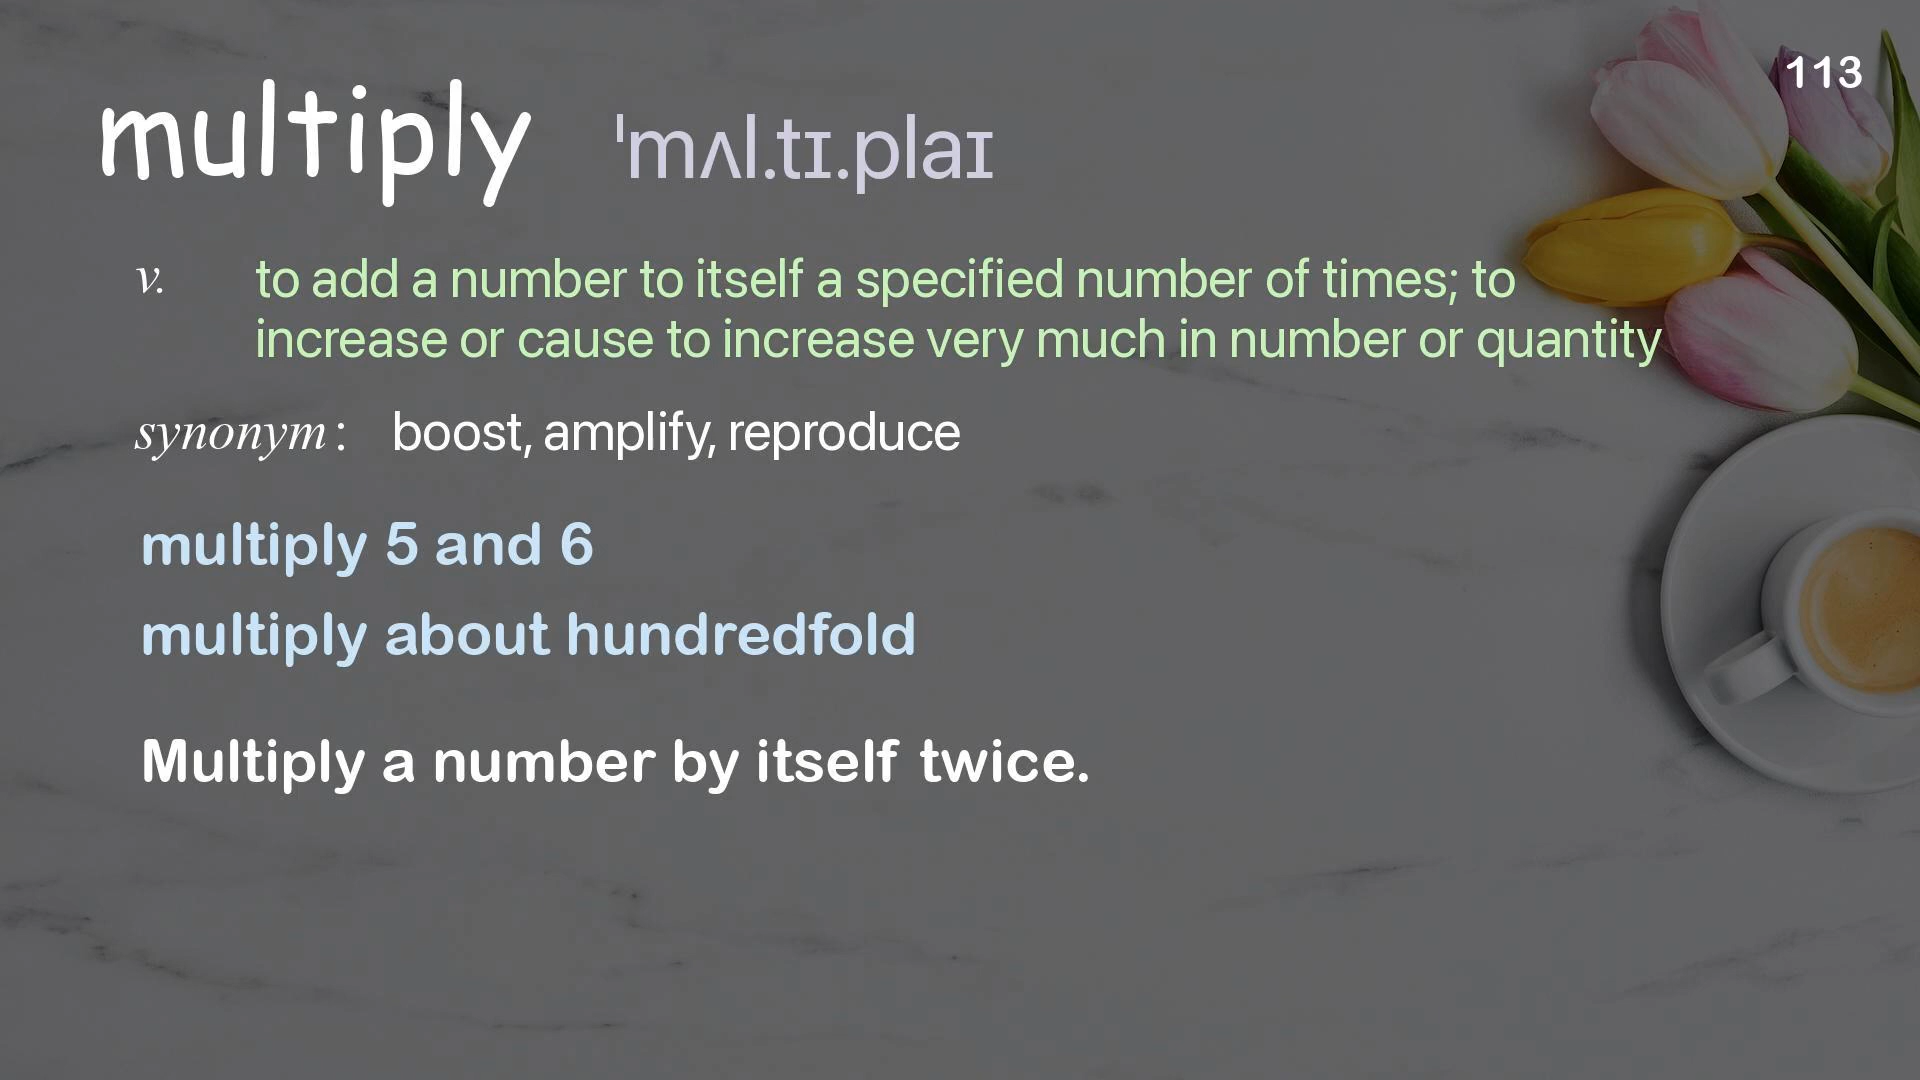 113
multiply ˈmʌl.tɪ.plaɪ
v. to add a number to itself a specified number of times; to
increase or cause to increase very much in number or quantity
synonym : boost, amplify, reproduce
multiply 5 and 6
multiply about hundredfold
Multiply a number by itself twice.